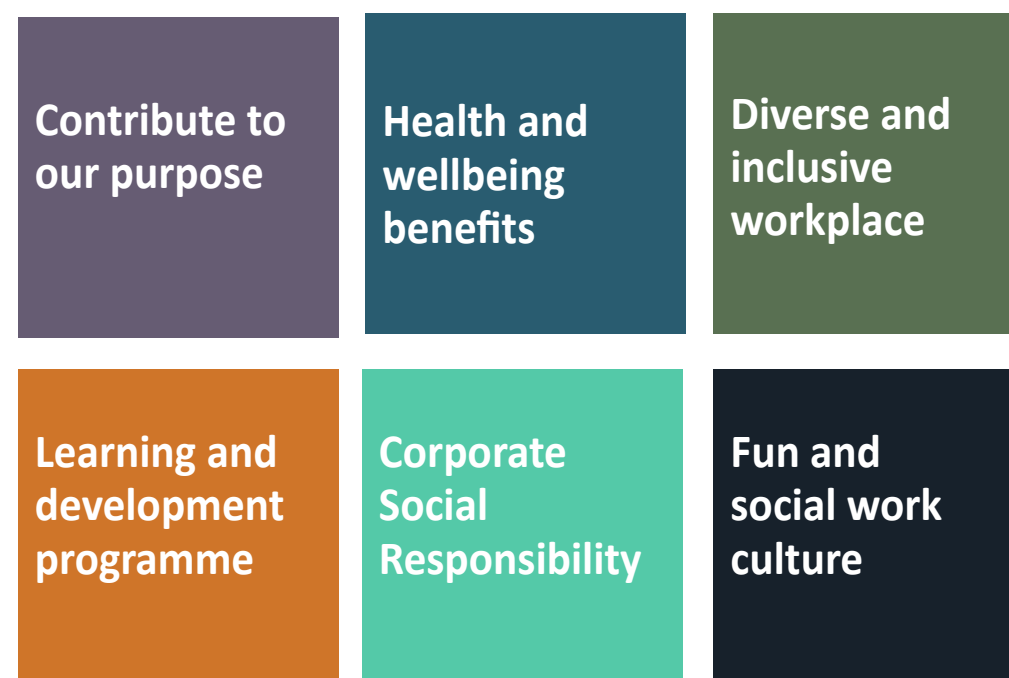 Contribute to
our purpose
Health and
wellbeing
benefits
Diverse and
inclusive
workplace
Learning and
development
programme
Corporate
Social
Responsibility
Fun and
social work
culture